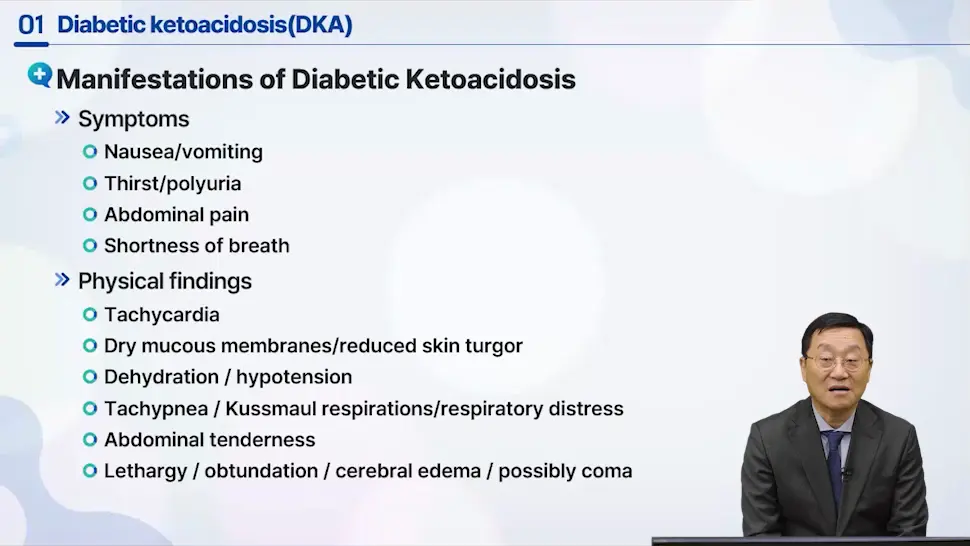 01 Diabetic ketoacidosis(DKA)
Manifestations of Diabetic Ketoacidosis
Symptoms
Nausea/vomiting
Thirst/polyuria
Abdominal pain
Shortness of breath
Physical findings
Tachycardia
Dry mucous membranes/reduced skin turgor
Dehydration / hypotension
Tachypnea / Kussmaul respirations/respiratory distress
Abdominal tenderness
Lethargy / obtundation / cerebral edema / possibly coma